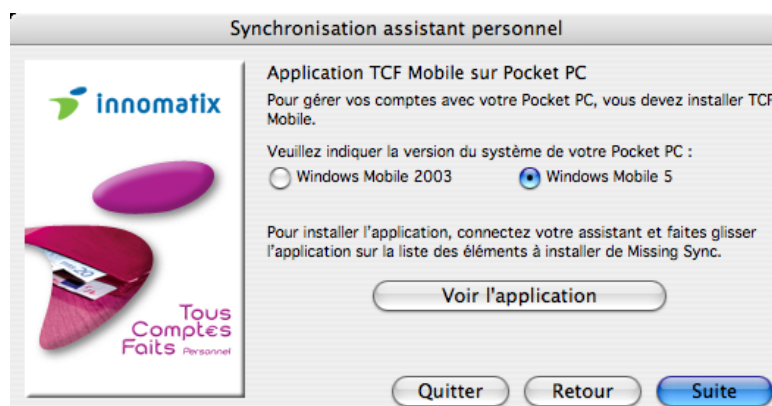 Synchronisation assistant personnel
innomatix
Tous
Comptes
Faits Personnel
20
Application TCF Mobile sur Pocket PC
Pour gérer vos comptes avec votre Pocket PC, vous devez installer TCF
Mobile.
Veuillez indiquer la version du système de votre Pocket PC :
Windows Mobile 2003
Windows Mobile 5
Pour installer l'application, connectez votre assistant et faites glisser
l'application sur la liste des éléments à installer de Missing Sync.
Voir l'application
Quitter
Retour
Suite